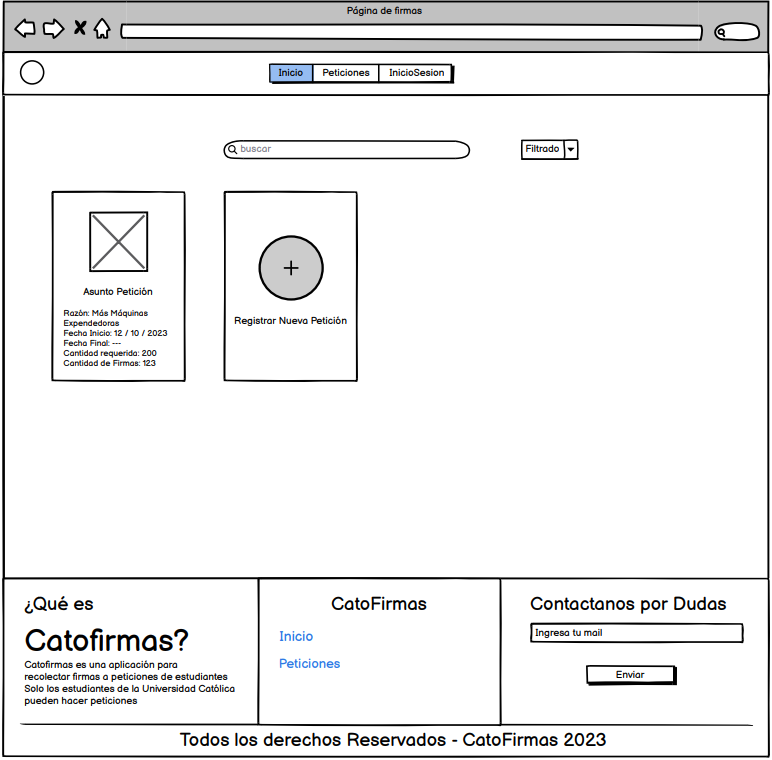 Página de firmas
Inicio Peticiones InicioSesion
buscar
Filtrado
Asunto Petición
Razón: Más Máquinas
Expendedoras
Fecha Inicio: 12 / 10 / 2023
Fecha Final: ---
Cantidad requerida: 200
Cantidad de Firmas: 123
Registrar Nueva Petición
¿Qué es
Catofirmas?
Catofirmas es una aplicación para
recolectar firmas a peticiones de estudiantes
Solo los estudiantes de la Universidad Católica
pueden hacer peticiones
CatoFirmas
Inicio
Peticiones
Contactanos por Dudas
Ingresa tu mail
Enviar
Todos los derechos Reservados - CatoFirmas 2023